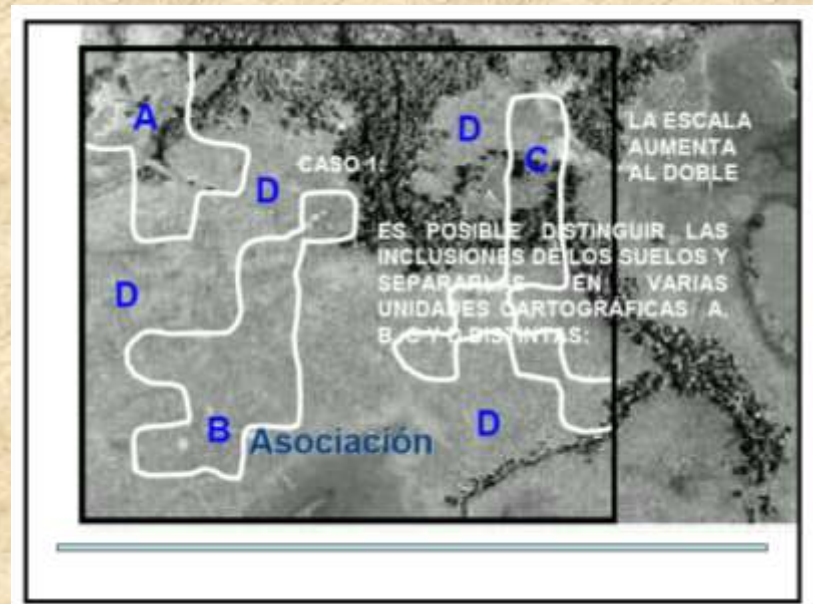 A
D
C
LA ESCALA
AUMENTA
AL DOBLE
CASO 1:
D
ES POSIBLE DISTINGUIR LAS
INCLUSIONES DE LOS SUELOS Y
SEPARARLAS EN VARIAS
UNIDADES CARTOGRÁFICAS A,
B, C Y D DISTINTAS:
D
B
Asociación
D